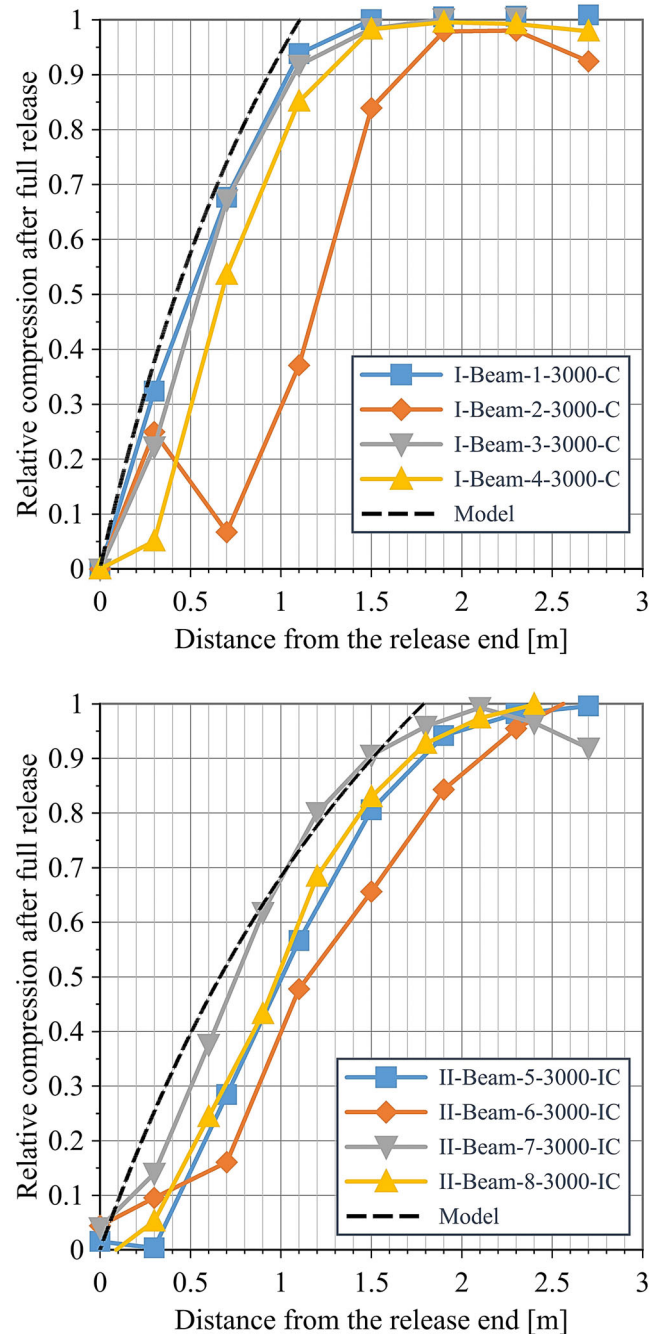 Relative compression after full release
1
0.9
0.8
0.7
0.6
0.5
0.4
0.3
0.2
0.1
0
I-Beam-1-3000-C
I-Beam-2-3000-C
I-Beam-3-3000-C
I-Beam-4-3000-C
Model
0 0.5 1 1.5 2 2.5 3
Distance from the release end [m]
Relative compression after full release
1
0.9
0.8
0.7
0.6
0.5
0.4
0.3
0.2
0.1
0
II-Beam-5-3000-IC
II-Beam-6-3000-IC
II-Beam-7-3000-IC
II-Beam-8-3000-IC
Model
0 0.5 1 1.5 2 2.5 3
Distance from the release end [m]